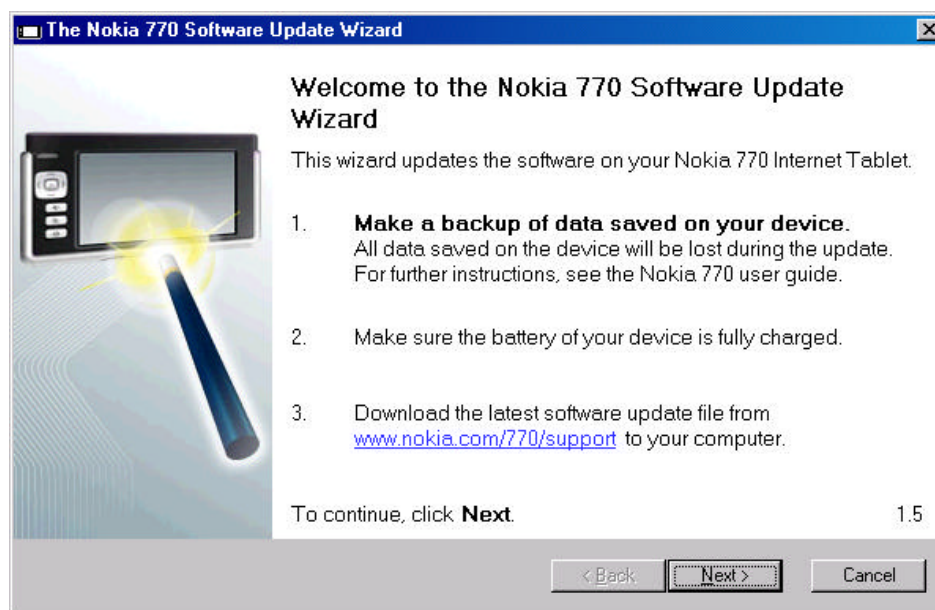 The Nokia 770 Software Update Wizard
Welcome to the Nokia 770 Software Update
Wizard
This wizard updates the software on your Nokia 770 Internet Tablet.
1. Make a backup of data saved on your device.
All data saved on the device will be lost during the update.
For further instructions, see the Nokia 770 user guide.
2. Make sure the battery of your device is fully charged.
3. Download the latest software update file from
www.nokia.com/770/support to your computer.
To continue, click Next. 1.5
< Back Next > Cancel